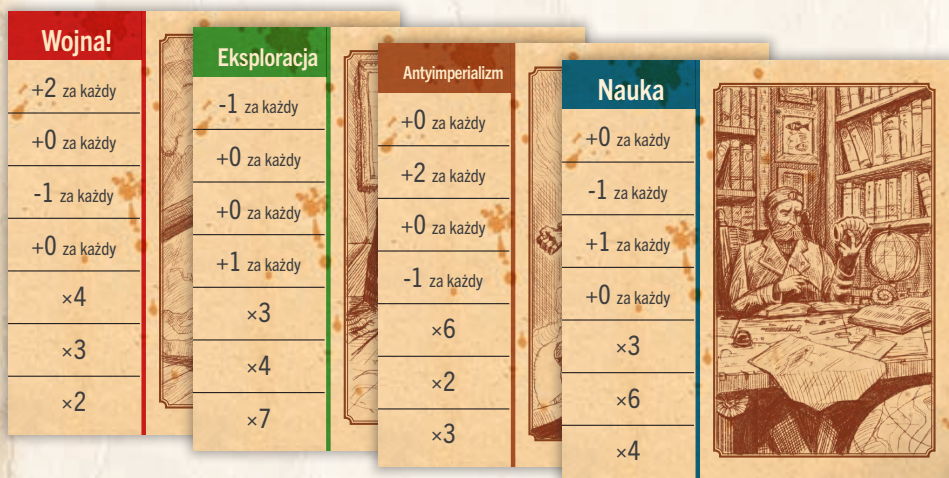 Wojna!
+2 za każdy
+0 za każdy
-1 za każdy
+0 za każdy
×4
×3
×2
Eksploracja
-1 za każdy
+0 za każdy
+0 za każdy
+1 za każdy
×3
×4
×7
Antyimperializm
+0 za każdy
+2 za każdy
+0 za każdy
-1 za każdy
×6
×2
×3
Nauka
+0 za każdy
-1 za każdy
+1 za każdy
+0 za każdy
×3
×6
×4